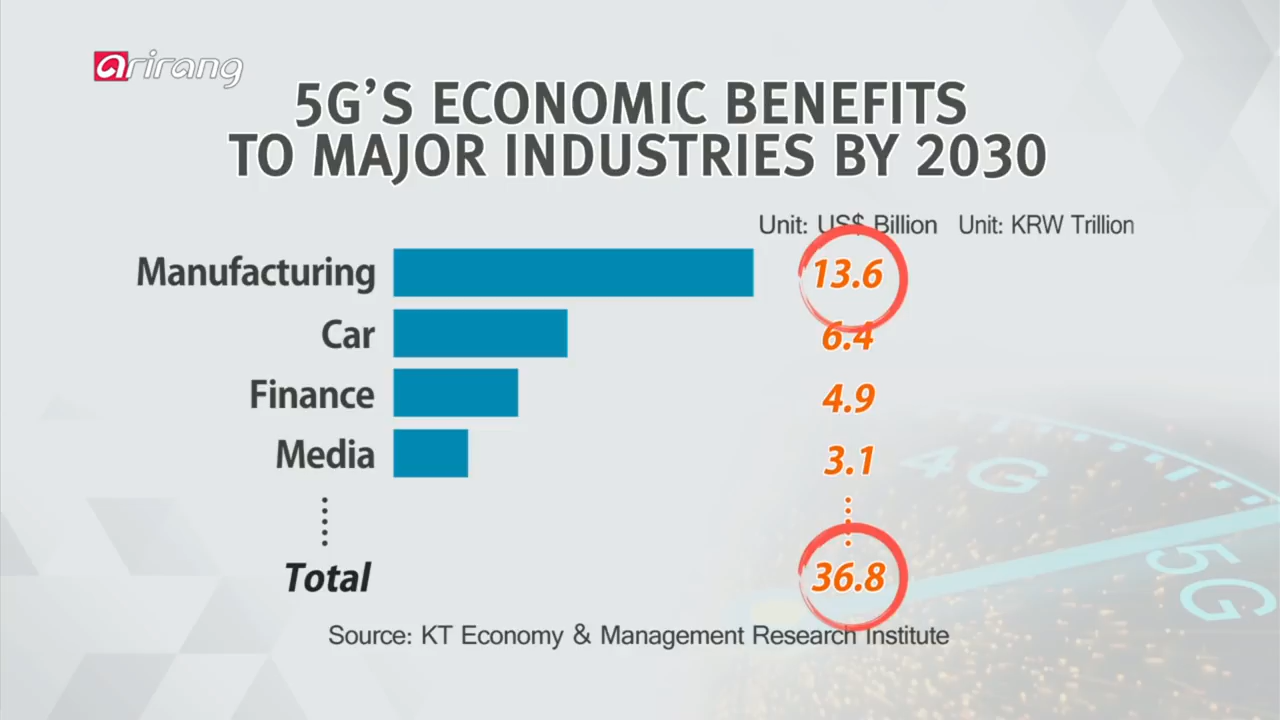 arirang
5G'S ECONOMIC BENEFITS
TO MAJOR INDUSTRIES BY 2030
Unit: US$ Billion Unit: KRW Trillion
Manufacturing 13.6
Car 6.4
Finance 4.9
Media 3.1
4G
5G
Total 36.8
Source: KT Economy & Management Research Institute